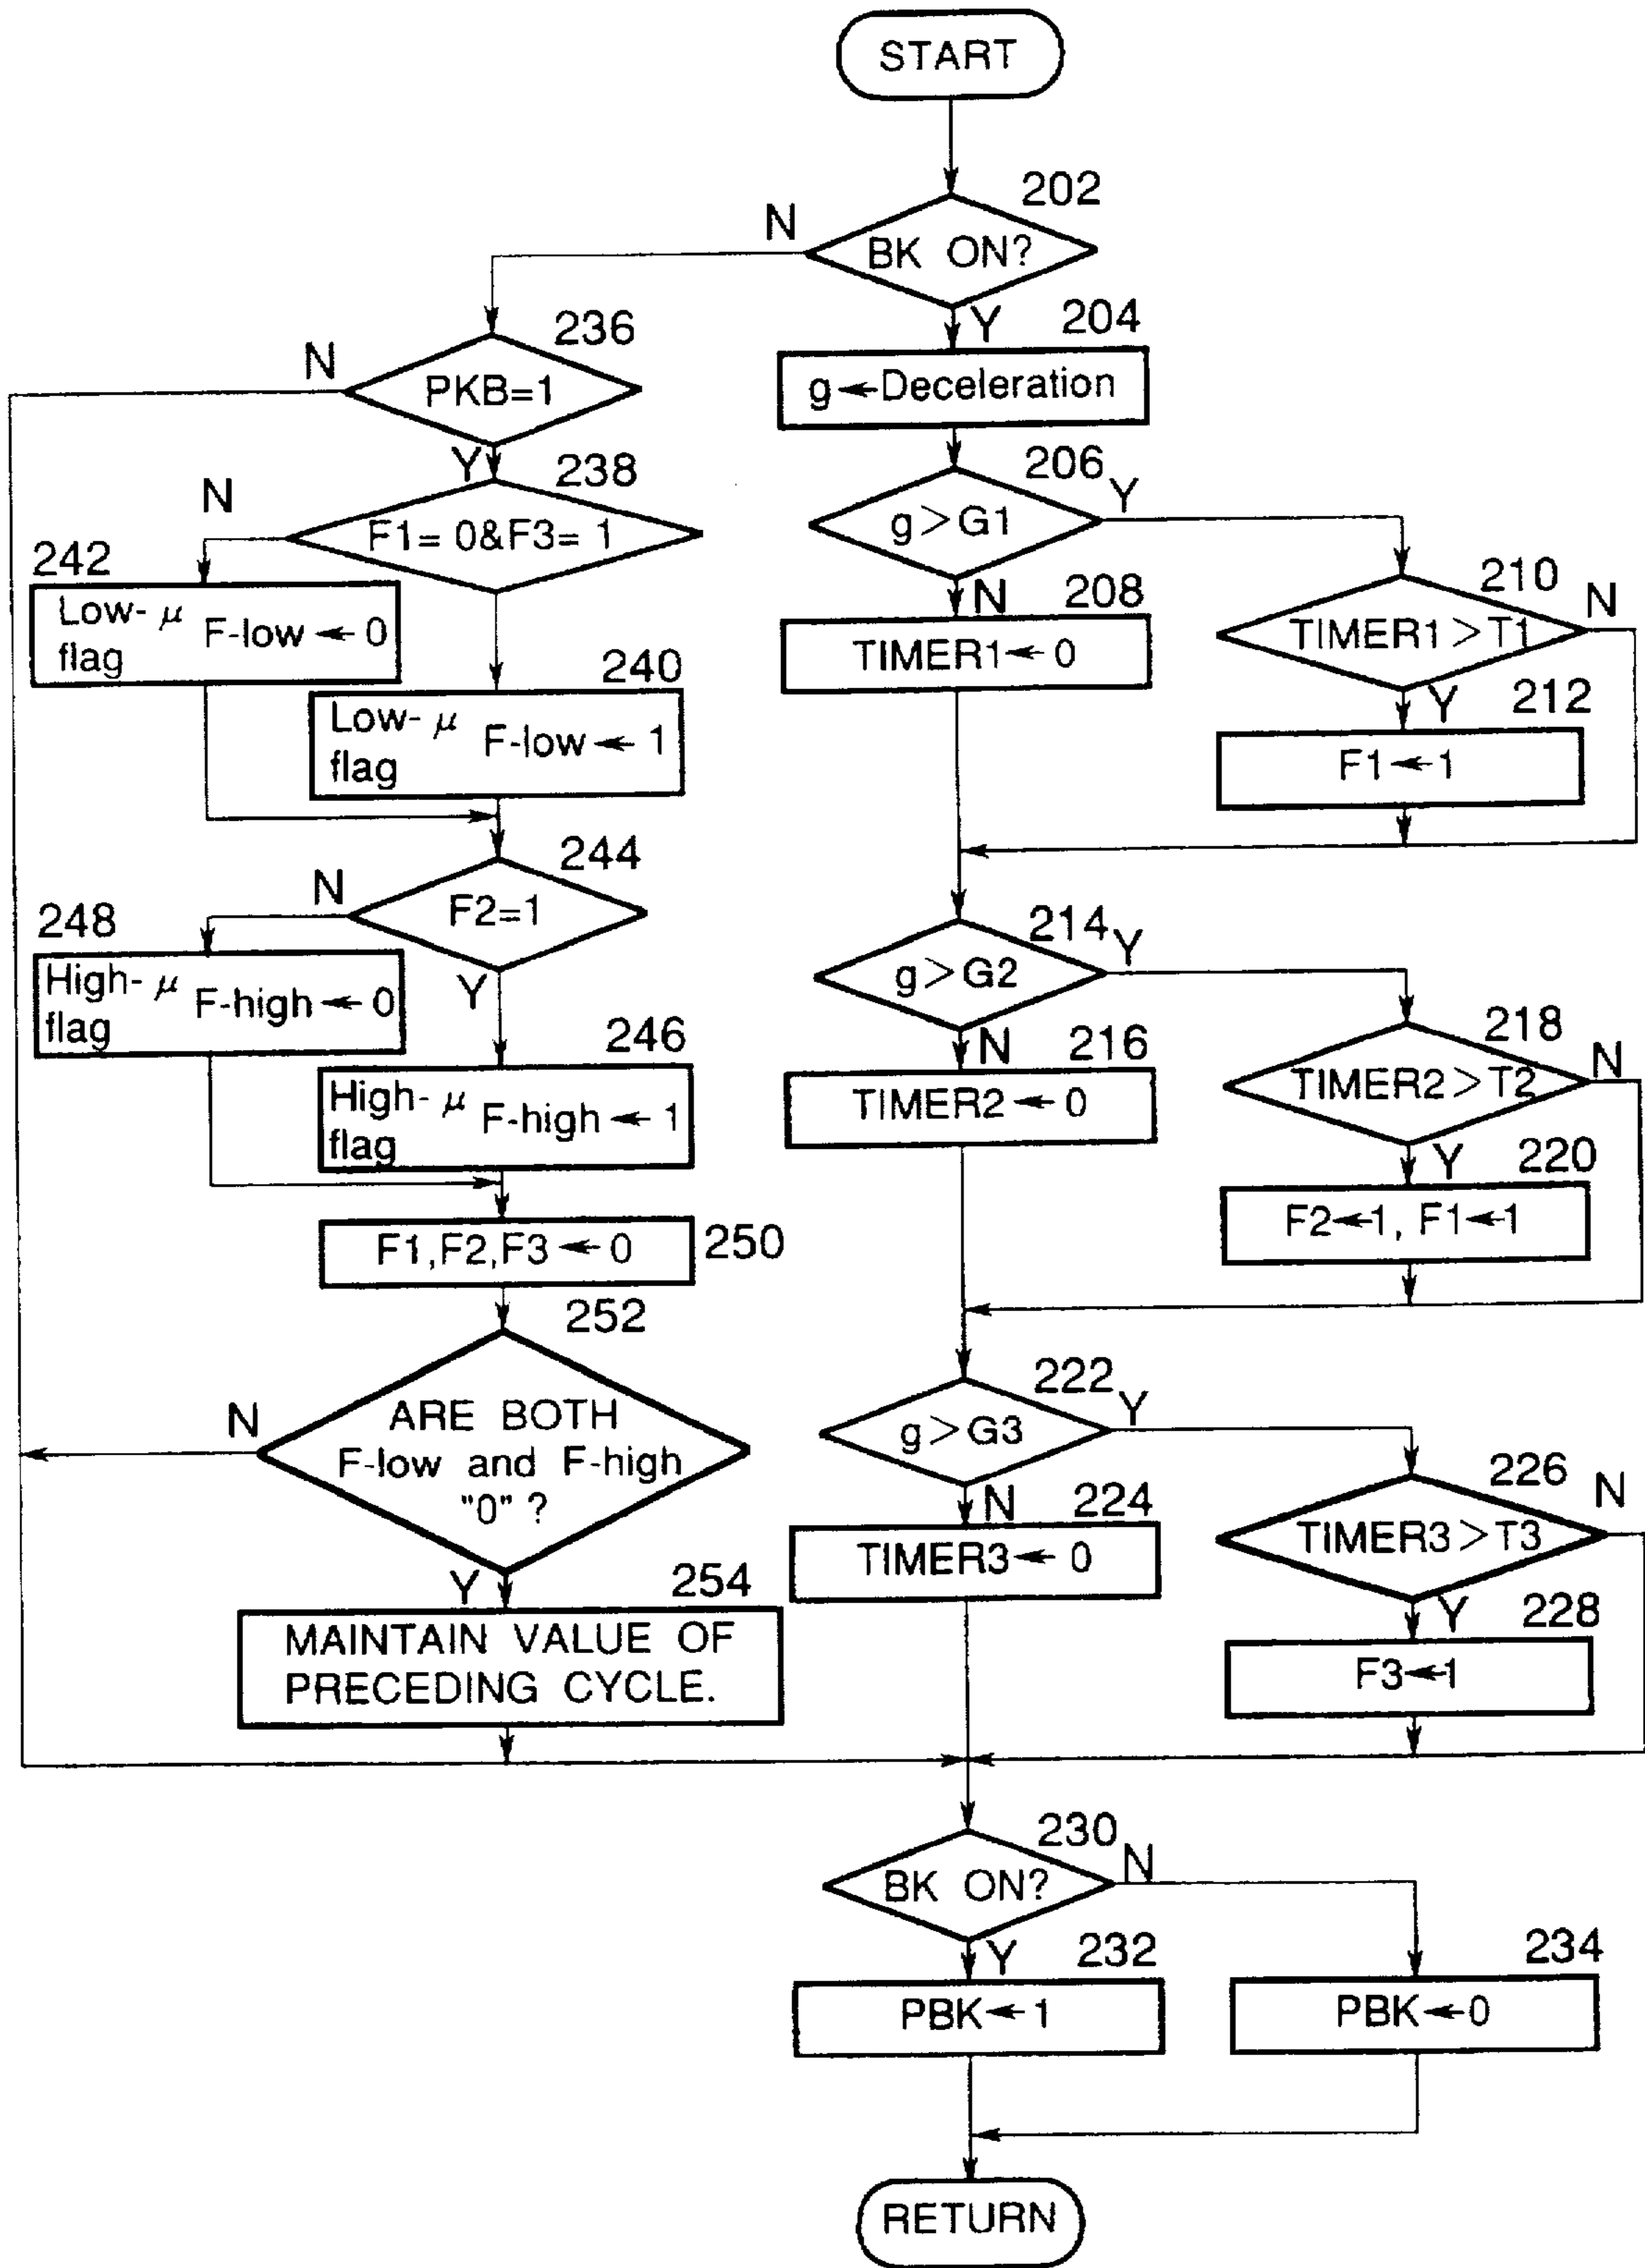 START
202
N
BK ON?
Y
204
g←Deceleration
236
N
PKB=1
Y
238
N
F1= 0&F3= 1
242
Low-μ flag F-low ← 0
240
Low-μ flag F-low ← 1
244
N
F2=1
248
Y
High-μ flag F-high ← 0
246
High-μ flag F-high ← 1
F1,F2,F3 ← 0
250
252
N
ARE BOTH
F-low and F-high
"0" ?
Y
254
MAINTAIN VALUE OF
PRECEDING CYCLE.
206
Y
g>G1
N
208
TIMER1← 0
210
N
TIMER1>T1
Y
212
F1←1
214
Y
g>G2
N
216
TIMER2← 0
218
N
TIMER2>T2
Y
220
F2←1, F1←1
222
Y
g>G3
N
224
TIMER3← 0
226
N
TIMER3>T3
Y
228
F3←1
230
N
BK ON?
Y
232
PBK←1
234
PBK←0
RETURN